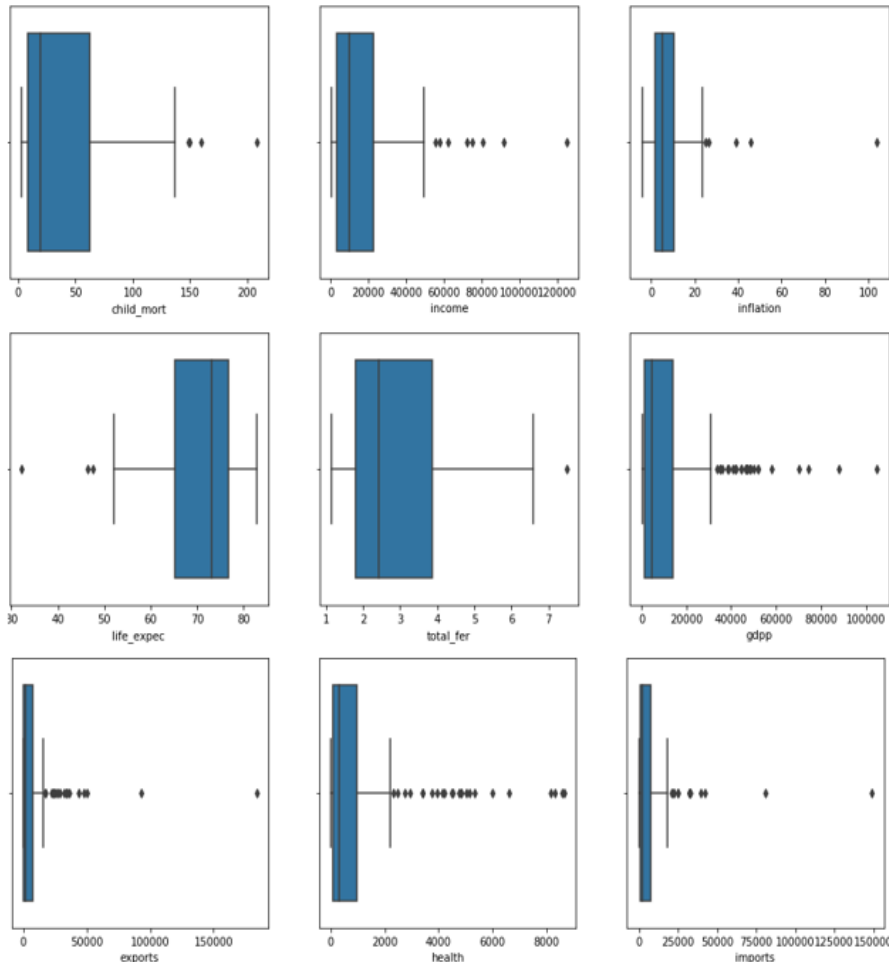 0 50 100 150 200
child_mort
0 20000 40000 60000 80000 100000 120000
income
0 20 40 60 80 100
inflation
30 40 50 60 70 80
life_expec
1 2 3 4 5 6 7
total_fer
0 20000 40000 60000 80000 100000
gdpp
0 50000 100000 150000
exports
0 2000 4000 6000 8000
health
0 25000 50000 75000 100000 125000 150000
imports